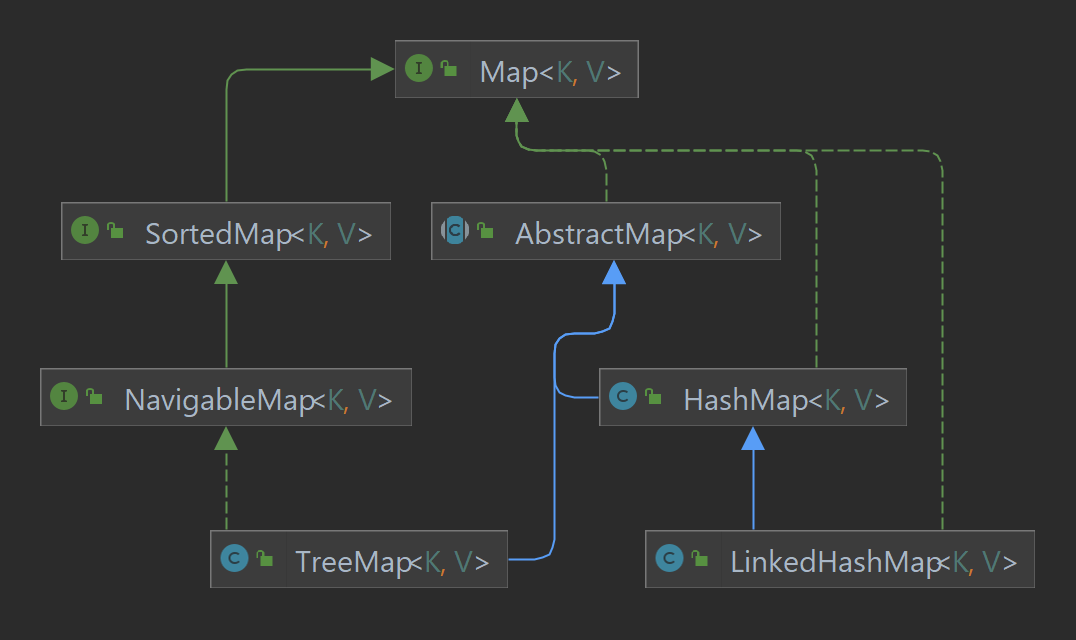 I Map<K, V>
I SortedMap<K, V>
C AbstractMap<K, V>
I NavigableMap<K, V>
C HashMap<K, V>
C TreeMap<K, V>
C LinkedHashMap<K, V>